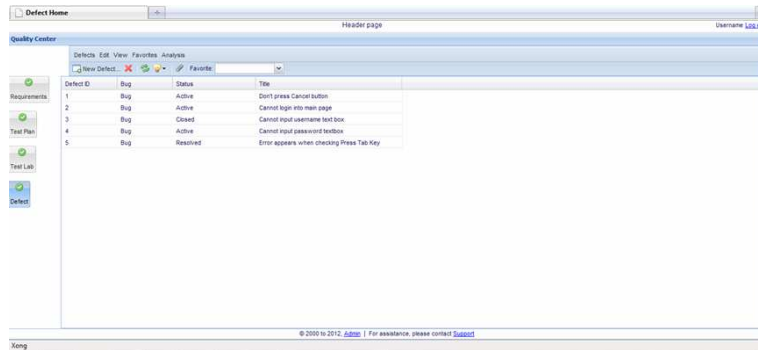 Defect Home
Header page
Username Log
Quality Center
Defects Edit View Favorites Analysis
New Defect... Favorite:
Requirements
Test Plan
Test Lab
Defect
Defect ID Bug Status Title
1 Bug Active Don't press Cancel button
2 Bug Active Cannot login into main page
3 Bug Closed Cannot input username text box
4 Bug Active Cannot input password textbox
5 Bug Resolved Error appears when checking Press Tab Key
© 2000 to 2012, Admin | For assistance, please contact Support
Xong